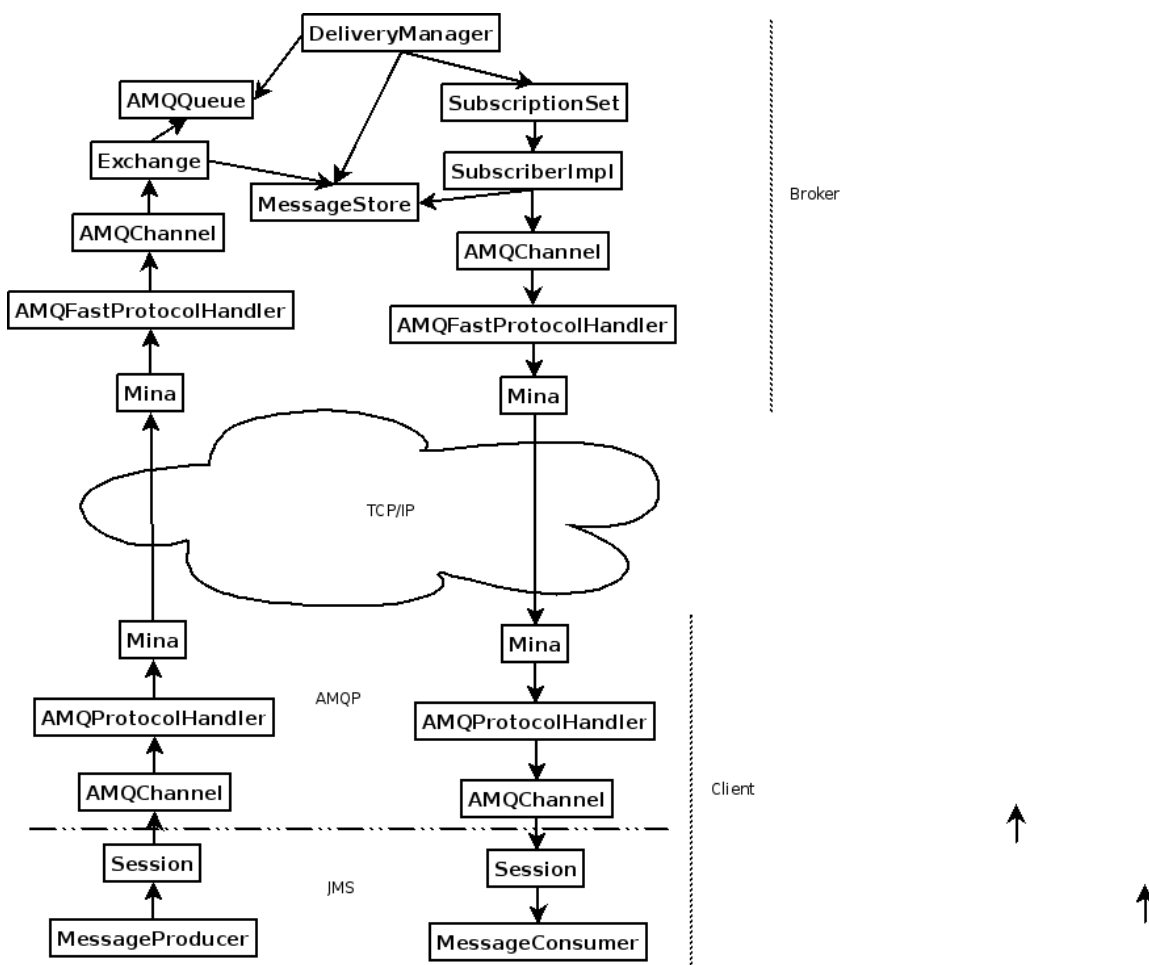 DeliveryManager
AMQQueue
SubscriptionSet
Exchange
SubscriberImpl
MessageStore
Broker
AMQChannel
AMQChannel
AMQFastProtocolHandler
AMQFastProtocolHandler
Mina
Mina
TCP/IP
Mina
Mina
AMQP
AMQProtocolHandler
AMQProtocolHandler
AMQChannel
AMQChannel
Client
Session
Session
JMS
MessageProducer
MessageConsumer